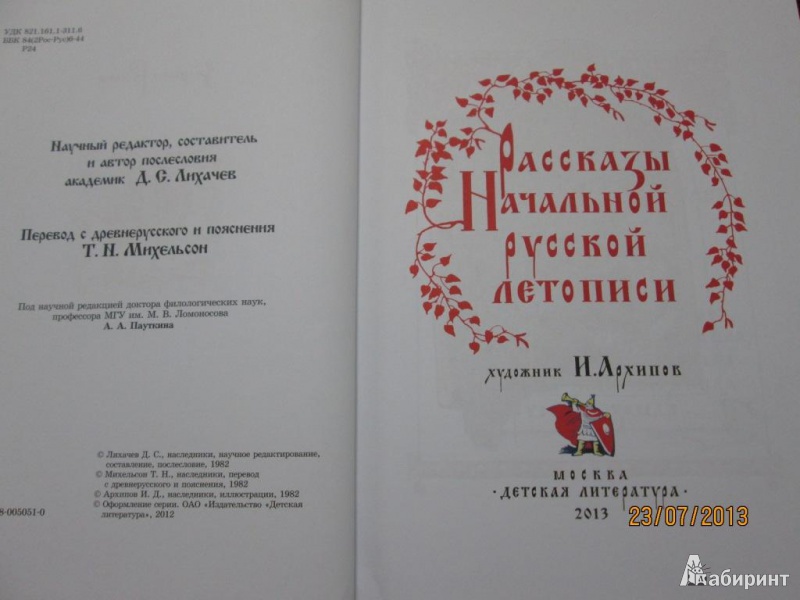 УДК 821.161.1-311.6
ББК 84(2Рос-Рус)6-44
Р24
Научный редактор, составитель
и автор послесловия
академик Д. С. Лихачев
Перевод с древнерусского и пояснения
Т. Н. Михельсон
Под научной редакцией доктора филологических наук,
профессора МГУ им. М. В. Ломоносова
А. А. Пауткина
© Лихачев Д. С., наследники, научное редактирование,
составление, послесловие, 1982
© Михельсон Т. Н., наследники, перевод
с древнерусского и пояснения, 1982
© Архипов И. Д., наследники, иллюстрации, 1982
© Оформление серии. ОАО «Издательство «Детская
литература», 2012
8-005051-0
Рассказы
Начальной
русской
летописи
художник И. Архипов
Москва
·Детская литература·
2013
23/07/2013
Лабиринт